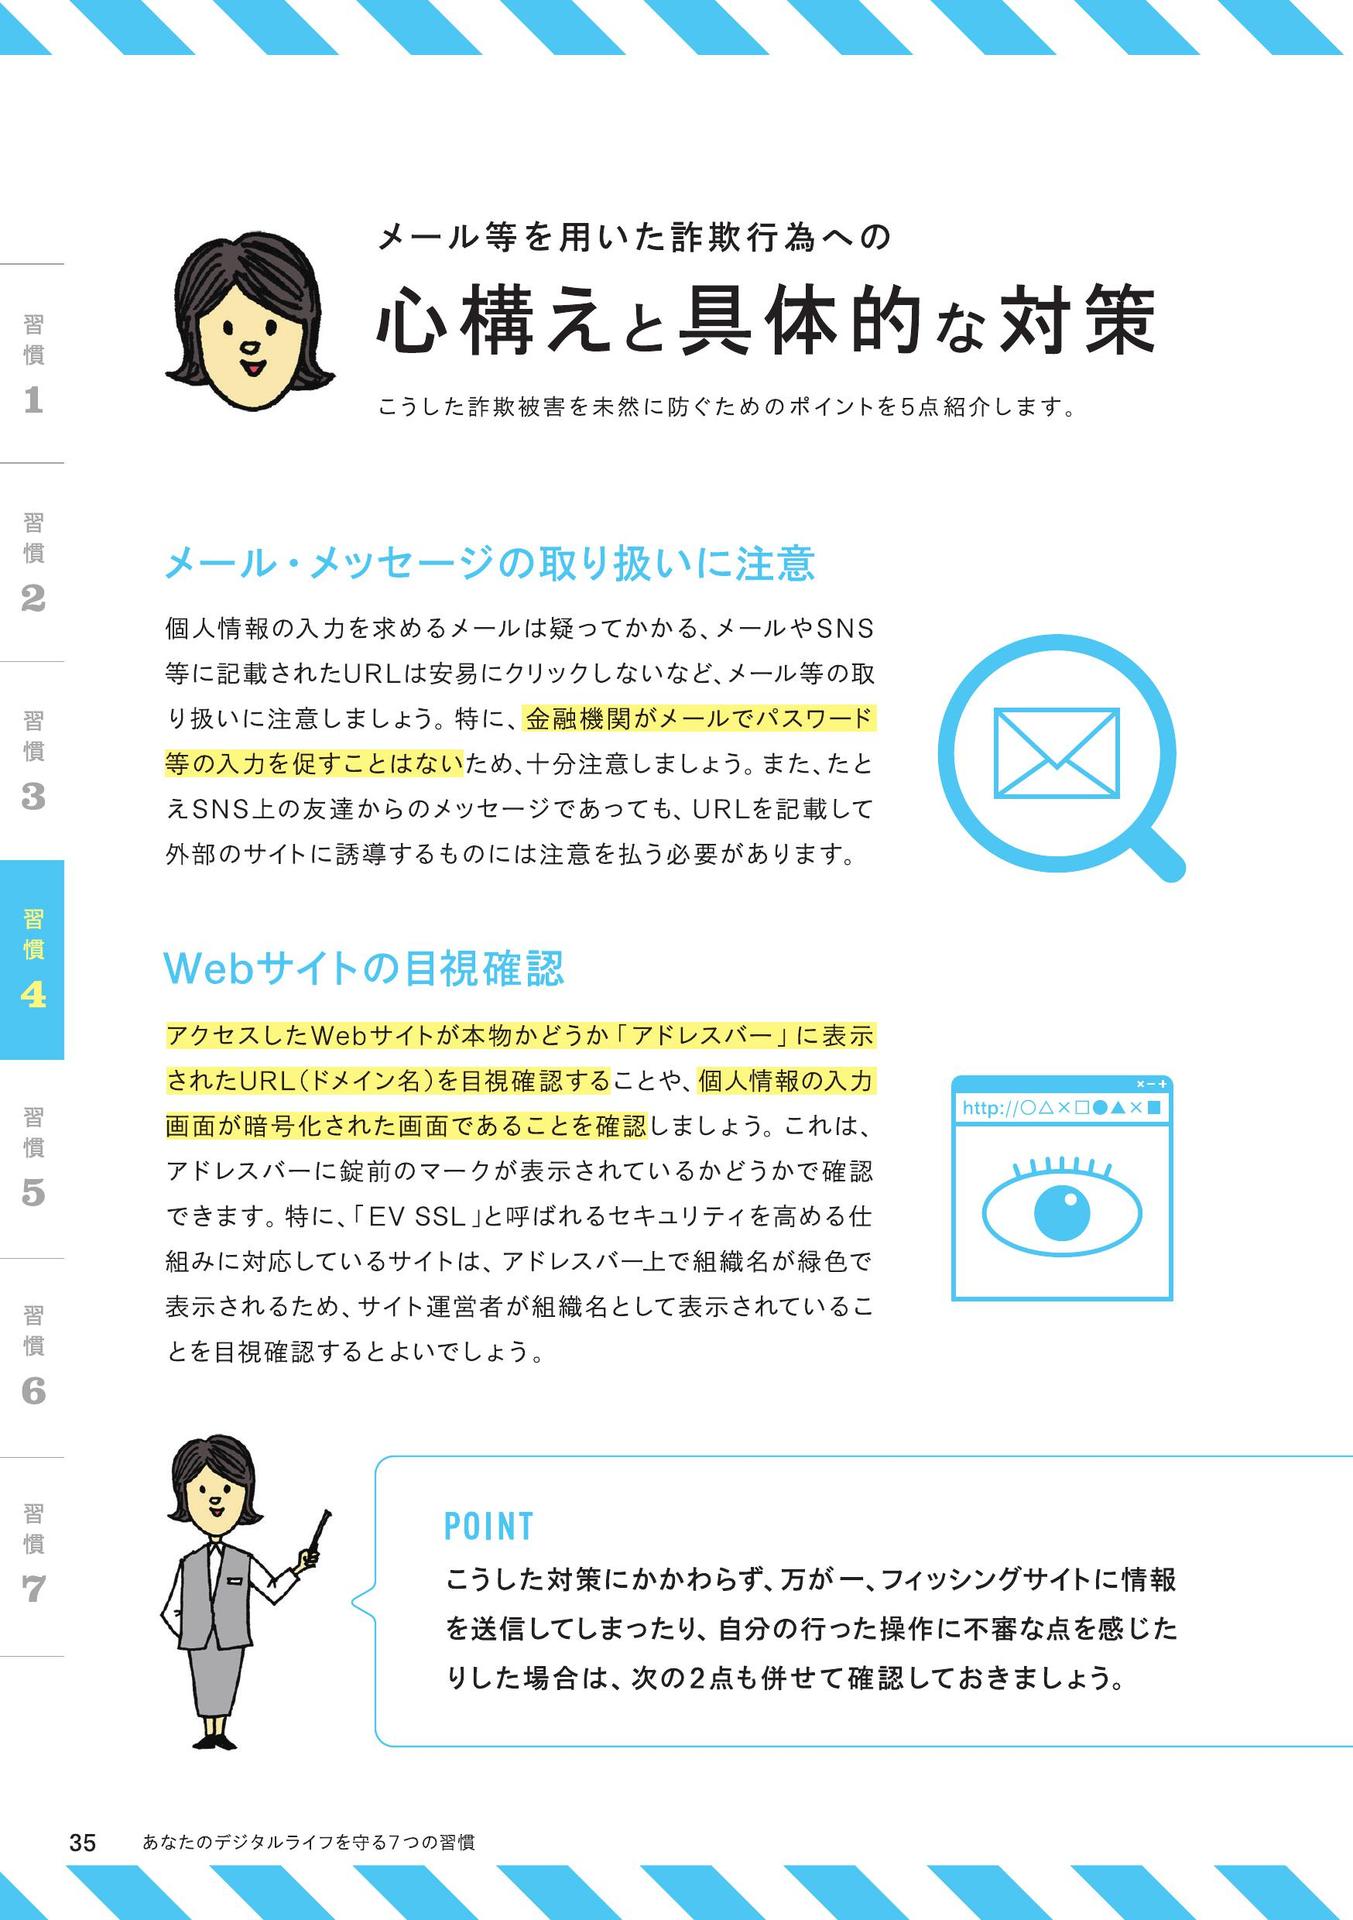 メール等を用いた詐欺行為への
心構えと具体的な対策
こうした詐欺被害を未然に防ぐためのポイントを5点紹介します。
習慣1
習慣2
習慣3
習慣4
習慣5
習慣6
習慣7
メール・メッセージの取り扱いに注意
個人情報の入力を求めるメールは疑ってかかる、メールやSNS
等に記載されたURLは安易にクリックしないなど、メール等の取
り扱いに注意しましょう。特に、金融機関がメールでパスワード
等の入力を促すことはないため、十分注意しましょう。また、たと
えSNS上の友達からのメッセージであっても、URLを記載して
外部のサイトに誘導するものには注意を払う必要があります。
Webサイトの目視確認
アクセスしたWebサイトが本物かどうか「アドレスバー」に表示
されたURL（ドメイン名）を目視確認することや、個人情報の入力
画面が暗号化された画面であることを確認しましょう。これは、
アドレスバーに錠前のマークが表示されているかどうかで確認
できます。特に、「EV SSL」と呼ばれるセキュリティを高める仕
組みに対応しているサイトは、アドレスバー上で組織名が緑色で
表示されるため、サイト運営者が組織名として表示されているこ
とを目視確認するとよいでしょう。
×−+
http://○△×□●▲×■
POINT
こうした対策にかかわらず、万が一、フィッシングサイトに情報
を送信してしまったり、自分の行った操作に不審な点を感じた
りした場合は、次の2点も併せて確認しておきましょう。
35 あなたのデジタルライフを守る7つの習慣